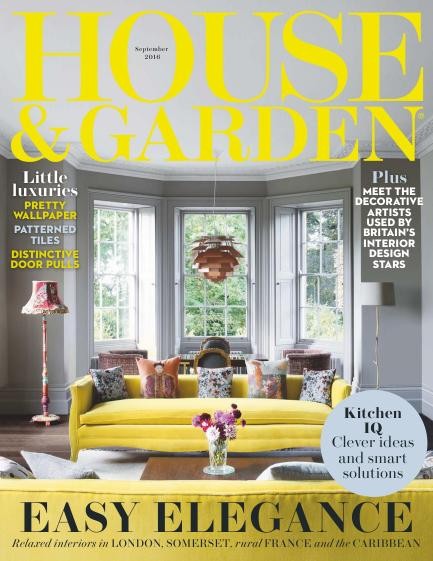 HOUSE
& GARDEN
September
2016
Little
luxuries
PRETTY
WALLPAPER
PATTERNED
TILES
DISTINCTIVE
DOOR PULLS
Plus
MEET THE
DECORATIVE
ARTISTS
USED BY
BRITAIN'S
INTERIOR
DESIGN
STARS
Kitchen
IQ
Clever ideas
and smart
solutions
EASY ELEGANCE
Relaxed interiors in LONDON, SOMERSET, rural FRANCE and the CARIBBEAN